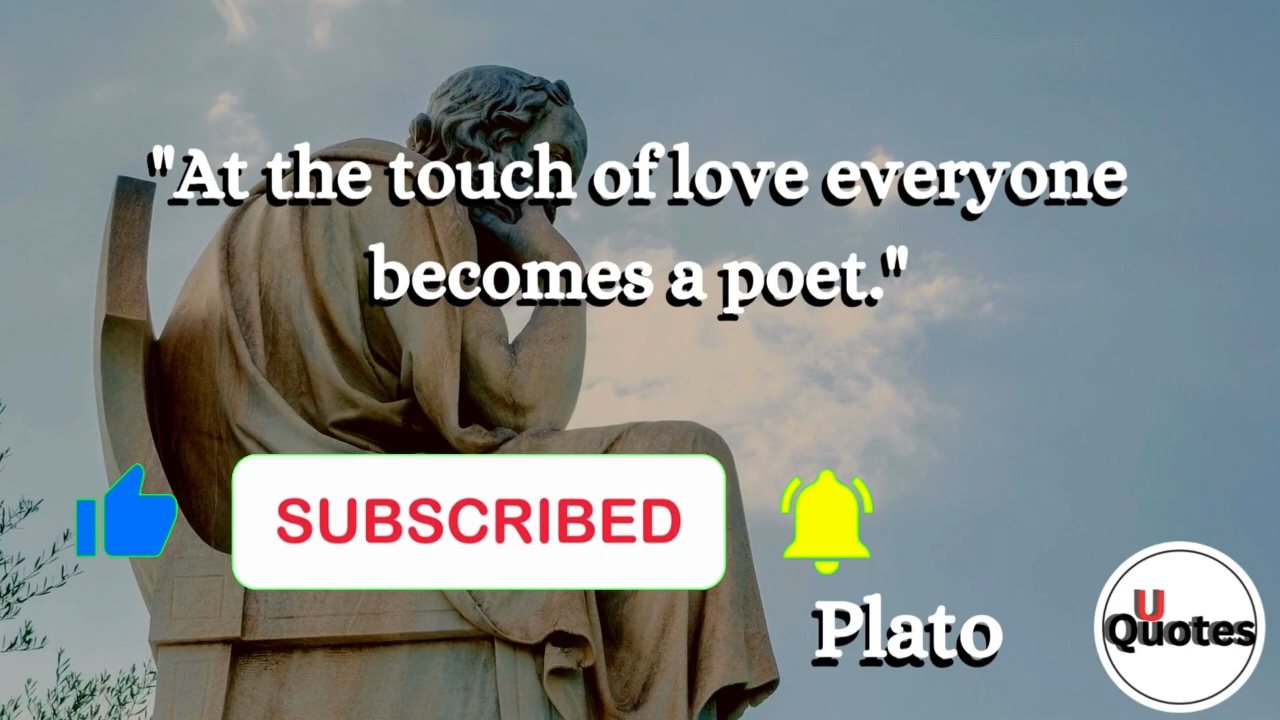 "At the touch of love everyone
becomes a poet."
SUBSCRIBED
Plato
U
Quotes